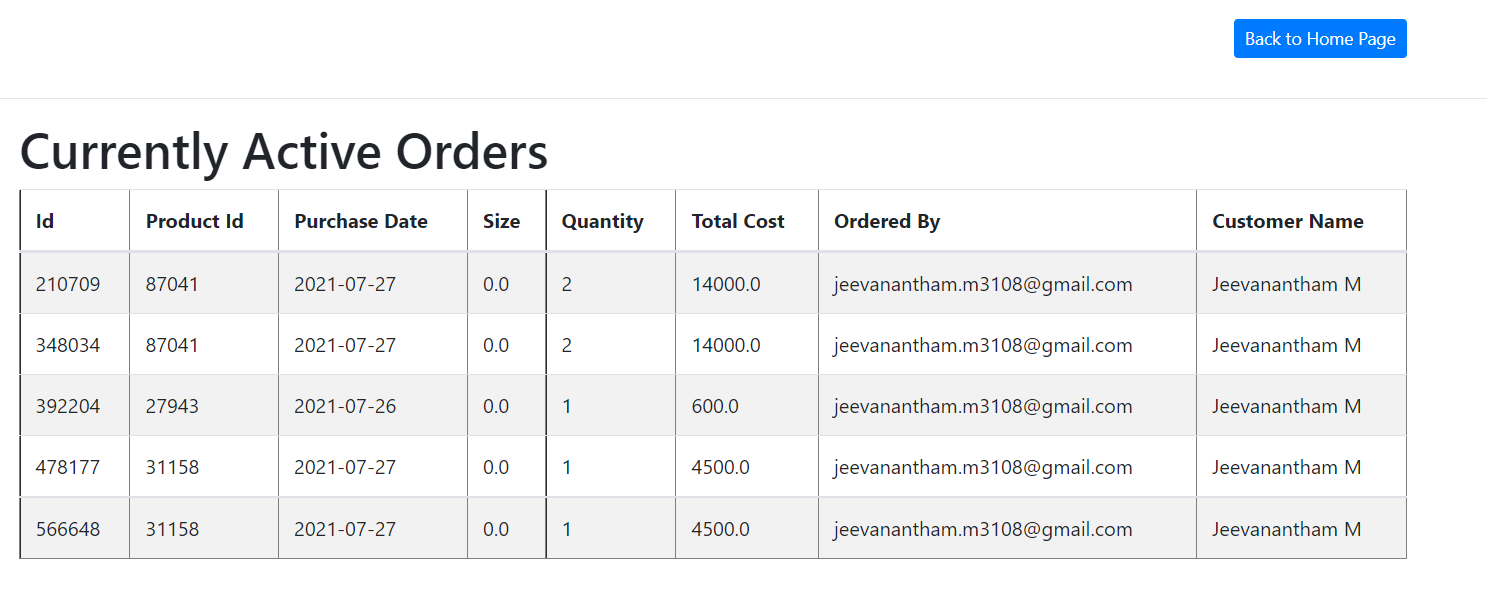 Back to Home Page
Currently Active Orders
Id Product Id Purchase Date Size Quantity Total Cost Ordered By Customer Name
210709 87041 2021-07-27 0.0 2 14000.0 jeevanantham.m3108@gmail.com Jeevanantham M
348034 87041 2021-07-27 0.0 2 14000.0 jeevanantham.m3108@gmail.com Jeevanantham M
392204 27943 2021-07-26 0.0 1 600.0 jeevanantham.m3108@gmail.com Jeevanantham M
478177 31158 2021-07-27 0.0 1 4500.0 jeevanantham.m3108@gmail.com Jeevanantham M
566648 31158 2021-07-27 0.0 1 4500.0 jeevanantham.m3108@gmail.com Jeevanantham M